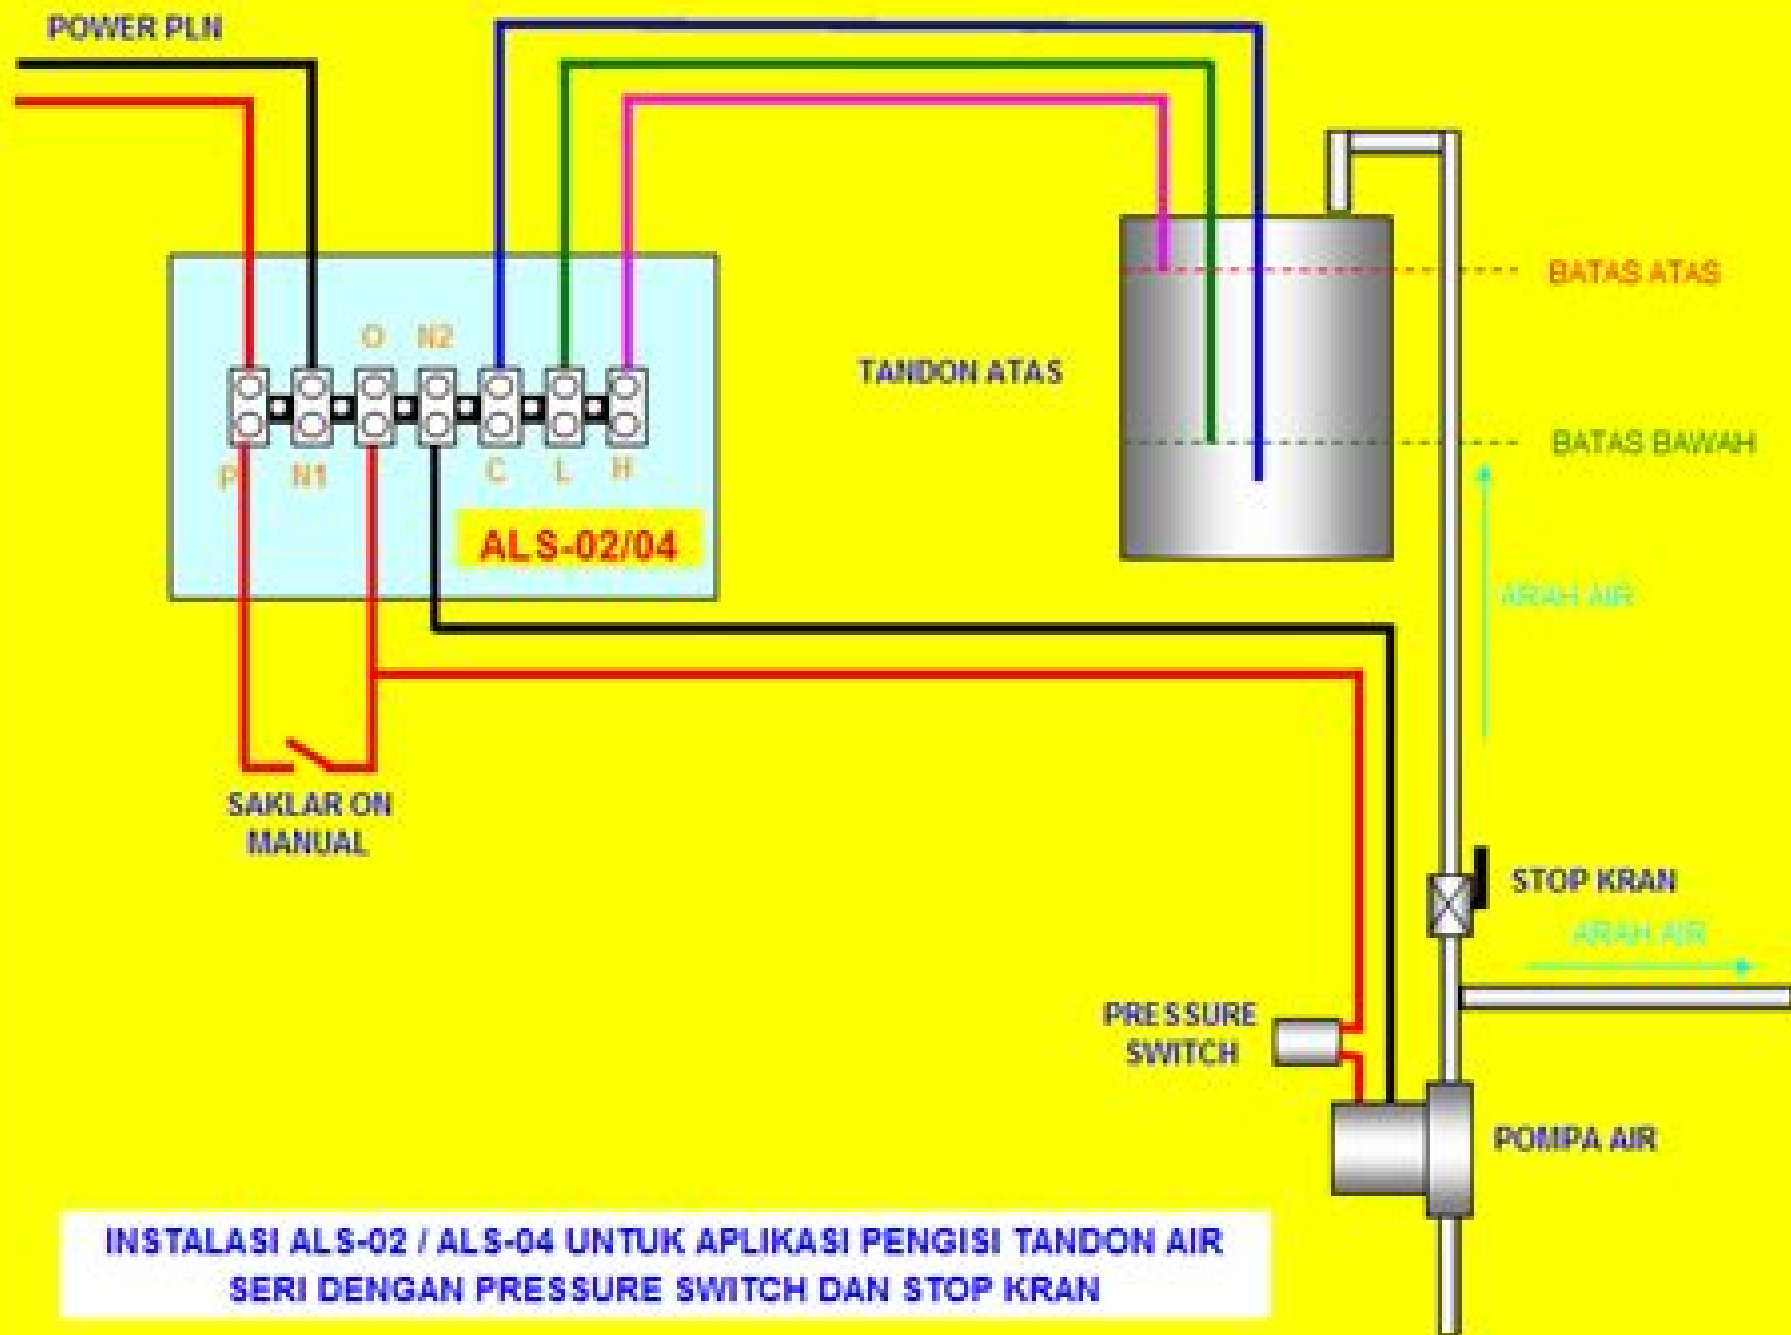 POWER PLN
O N2
P N1 C L H
ALS-02/04
TANDON ATAS
BATAS ATAS
BATAS BAWAH
ARAH AIR
SAKLAR ON
MANUAL
STOP KRAN
ARAH AIR
PRESSURE
SWITCH
POMPA AIR
INSTALASI ALS-02 / ALS-04 UNTUK APLIKASI PENGISI TANDON AIR
SERI DENGAN PRESSURE SWITCH DAN STOP KRAN